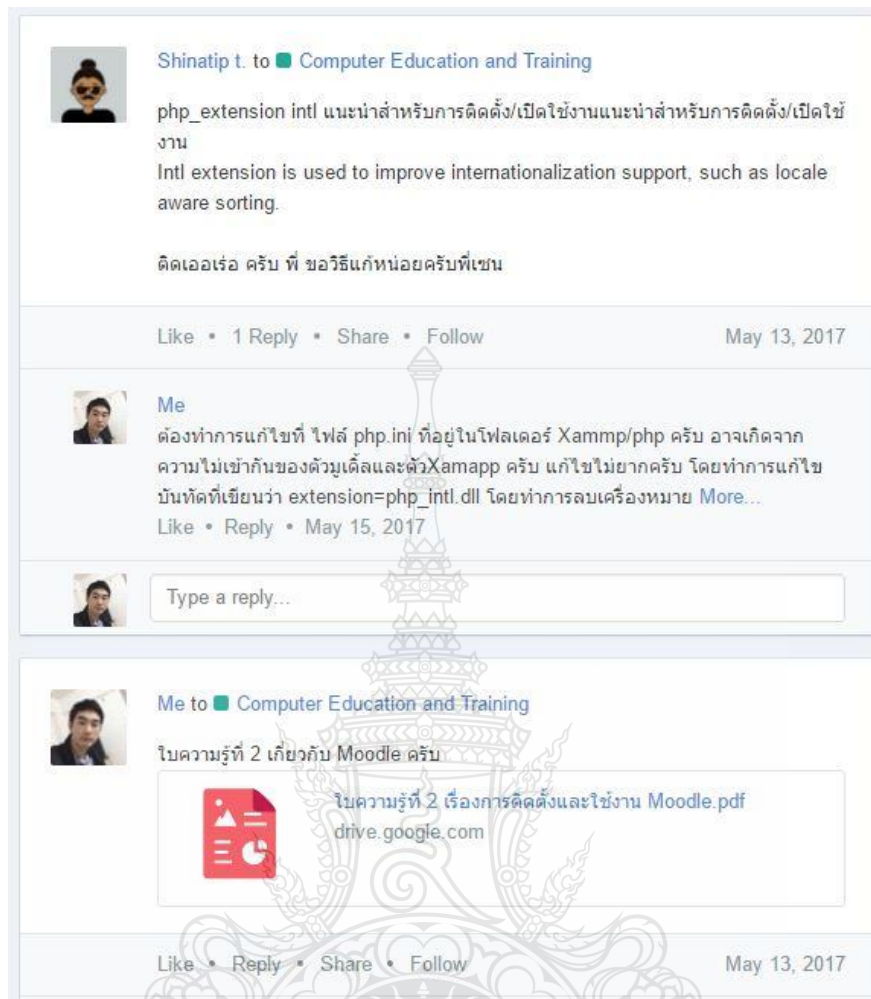 Shinatip t. to Computer Education and Training
php_extension intl แนะนำสำหรับการติดตั้ง/เปิดใช้งานแนะนำสำหรับการติดตั้ง/เปิดใช้
งาน
Intl extension is used to improve internationalization support, such as locale
aware sorting.
ติดเออเร่อ ครับ พี่ ขอวิธีแก้หน่อยครับพี่เซน
Like • 1 Reply • Share • Follow May 13, 2017
Me
ต้องทำการแก้ไขที่ ไฟล์ php.ini ที่อยู่ในโฟลเดอร์ Xammp/php ครับ อาจเกิดจาก
ความไม่เข้ากันของตัวมูเดิ้ลและตัวXamapp ครับ แก้ไขไม่ยากครับ โดยทำการแก้ไข
บันทัดที่เขียนว่า extension=php_intl.dll โดยทำการลบเครื่องหมาย More...
Like • Reply • May 15, 2017
Type a reply...
Me to Computer Education and Training
ใบความรู้ที่ 2 เกี่ยวกับ Moodle ครับ
ใบความรู้ที่ 2 เรื่องการติดตั้งและใช้งาน Moodle.pdf
drive.google.com
Like • Reply • Share • Follow May 13, 2017